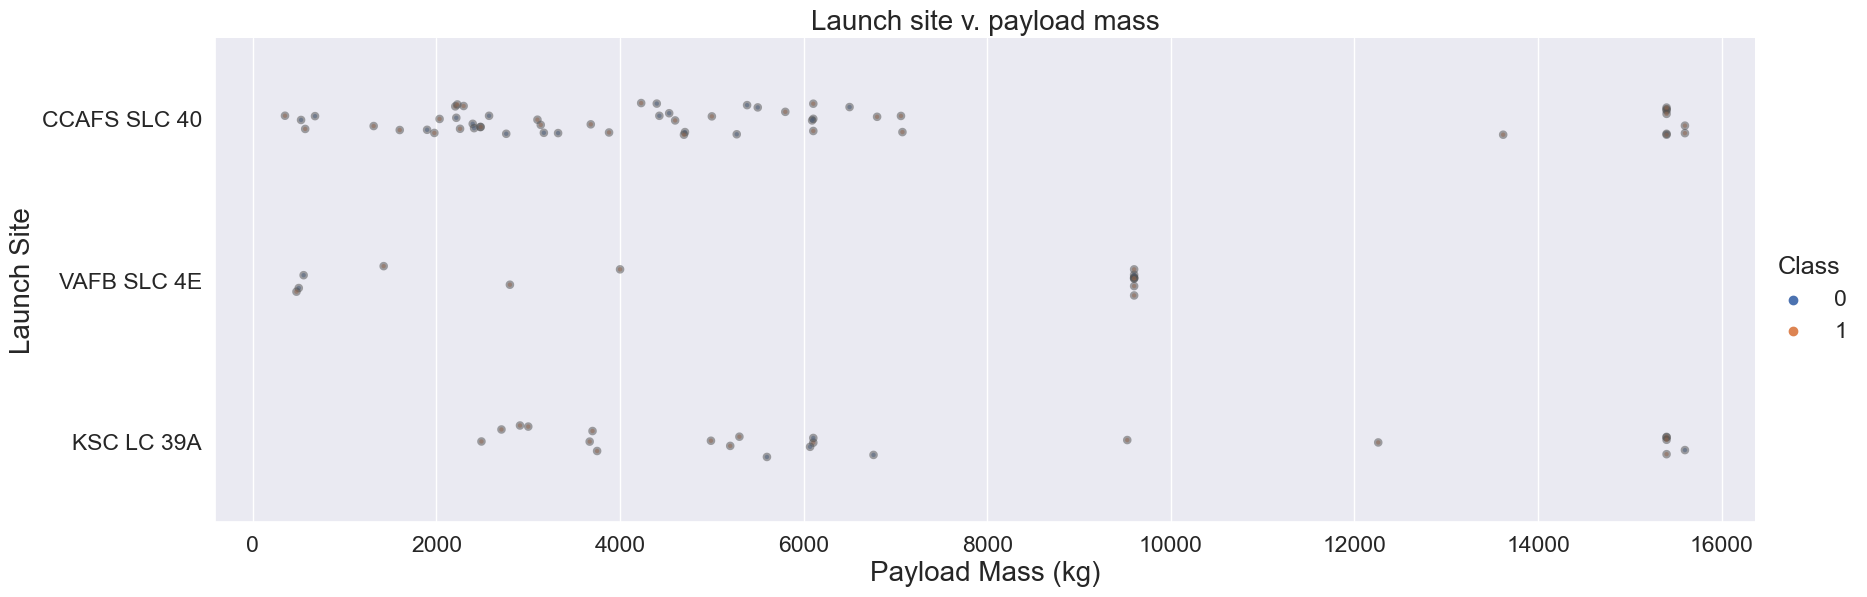 Launch site v. payload mass
Launch Site
CCAFS SLC 40
VAFB SLC 4E
KSC LC 39A
0 2000 4000 6000 8000 10000 12000 14000 16000
Payload Mass (kg)
Class
0
1